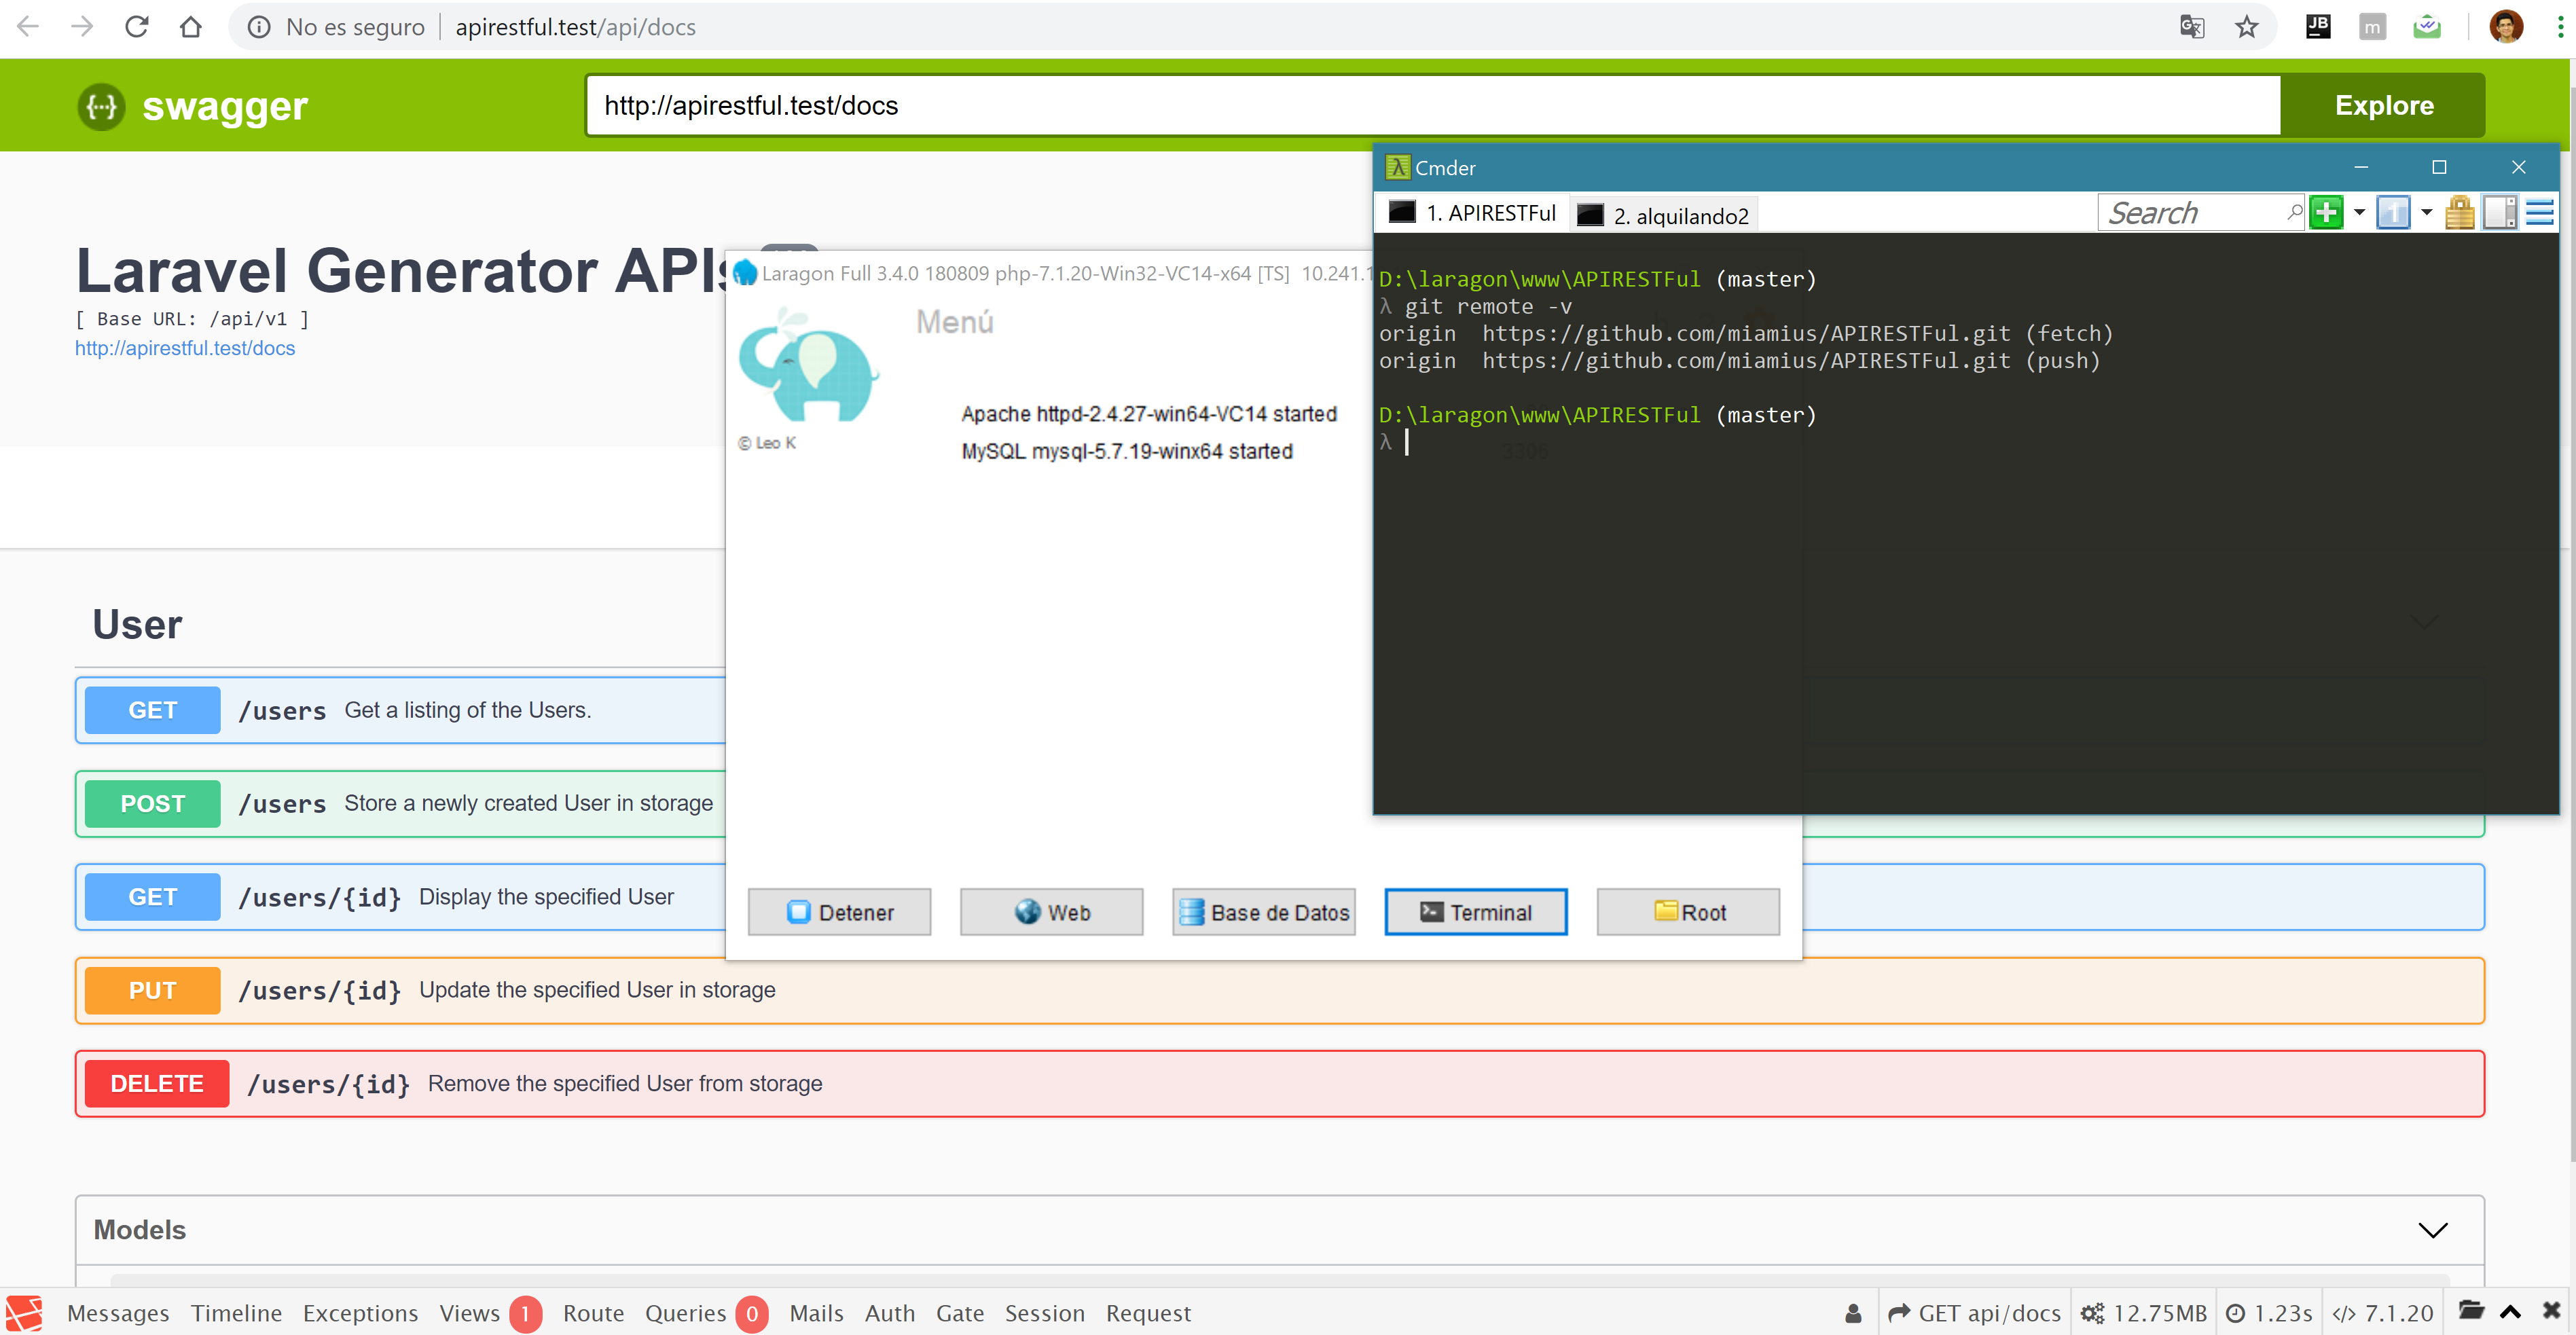 No es seguro apirestful.test/api/docs
JB
m
swagger
http://apirestful.test/docs
Explore
Laravel Generator APIs
[ Base URL: /api/v1 ]
http://apirestful.test/docs
Laragon Full 3.4.0 180809 php-7.1.20-Win32-VC14-x64 [TS] 10.241.1
Menú
Apache httpd-2.4.27-win64-VC14 started
MySQL mysql-5.7.19-winx64 started
© Leo K
3306
Detener
Web
Base de Datos
Terminal
Root
Cmder
1. APIRESTFul
2. alquilando2
Search
1
D:\laragon\www\APIRESTFul (master)
λ git remote -v
origin https://github.com/miamius/APIRESTFul.git (fetch)
origin https://github.com/miamius/APIRESTFul.git (push)
D:\laragon\www\APIRESTFul (master)
λ
User
GET /users Get a listing of the Users.
POST /users Store a newly created User in storage
GET /users/{id} Display the specified User
PUT /users/{id} Update the specified User in storage
DELETE /users/{id} Remove the specified User from storage
Models
Messages Timeline Exceptions Views 1 Route Queries 0 Mails Auth Gate Session Request GET api/docs 12.75MB 1.23s 7.1.20